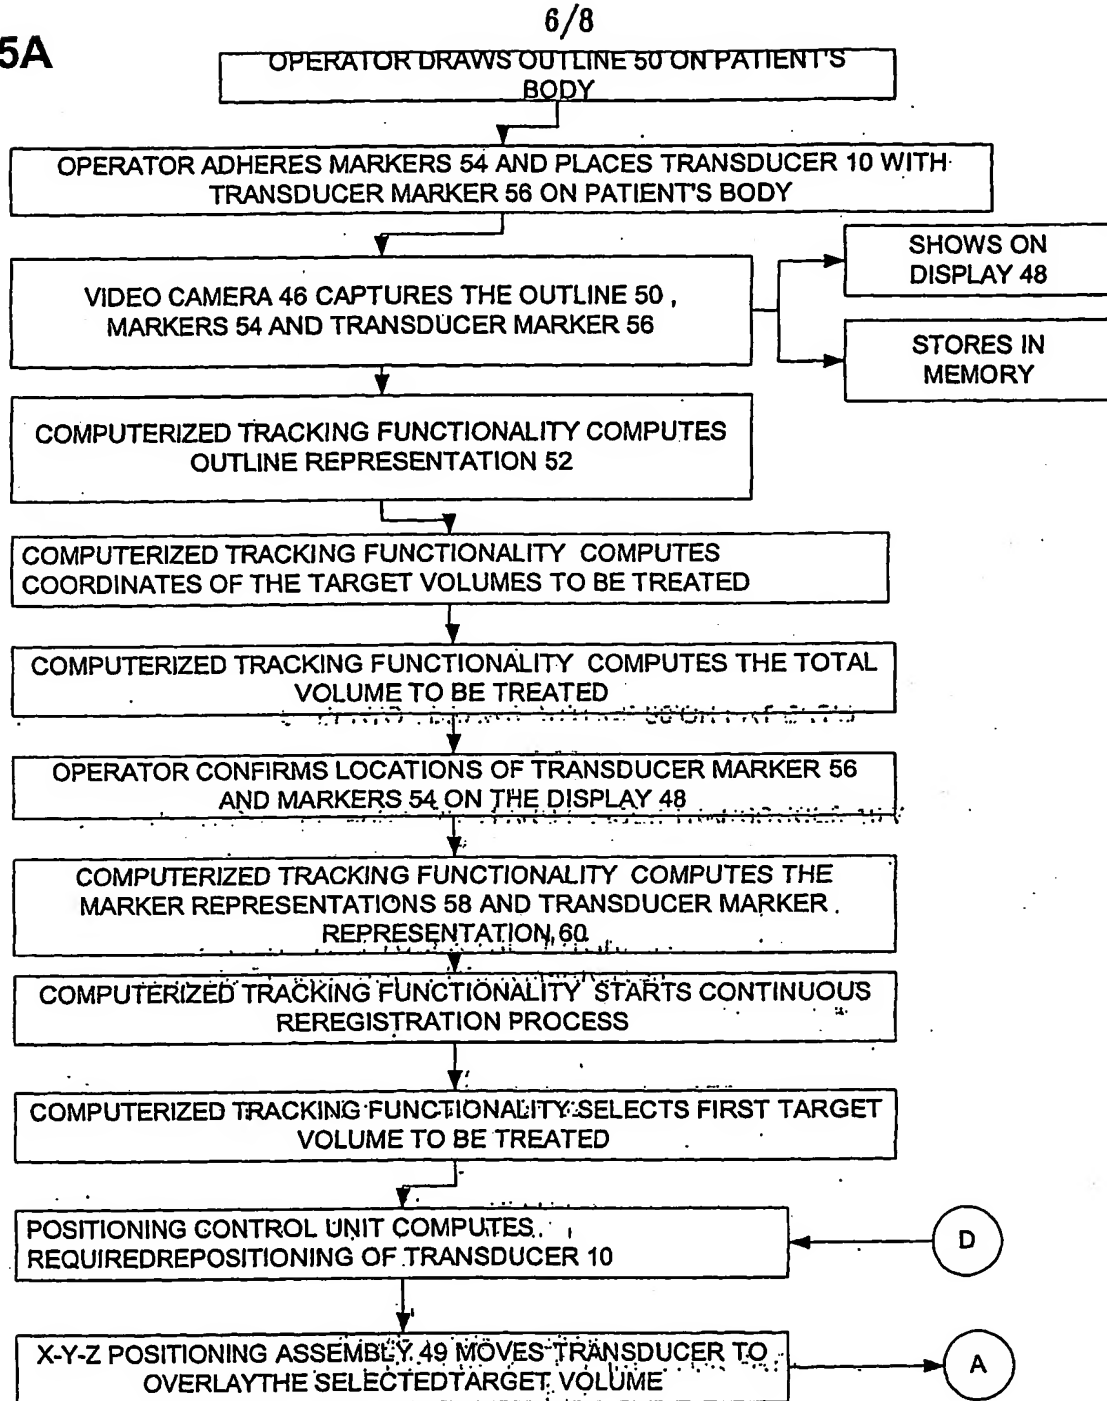 6/8
5A
OPERATOR DRAWS OUTLINE 50 ON PATIENT'S
BODY
OPERATOR ADHERES MARKERS 54 AND PLACES TRANSDUCER 10 WITH
TRANSDUCER MARKER 56 ON PATIENT'S BODY
VIDEO CAMERA 46 CAPTURES THE OUTLINE 50,
MARKERS 54 AND TRANSDUCER MARKER 56
SHOWS ON
DISPLAY 48
STORES IN
MEMORY
COMPUTERIZED TRACKING FUNCTIONALITY COMPUTES
OUTLINE REPRESENTATION 52
COMPUTERIZED TRACKING FUNCTIONALITY COMPUTES
COORDINATES OF THE TARGET VOLUMES TO BE TREATED
COMPUTERIZED TRACKING FUNCTIONALITY COMPUTES THE TOTAL
VOLUME TO BE TREATED
OPERATOR CONFIRMS LOCATIONS OF TRANSDUCER MARKER 56
AND MARKERS 54 ON THE DISPLAY 48
COMPUTERIZED TRACKING FUNCTIONALITY COMPUTES THE
MARKER REPRESENTATIONS 58 AND TRANSDUCER MARKER
REPRESENTATION 60
COMPUTERIZED TRACKING FUNCTIONALITY STARTS CONTINUOUS
REREGISTRATION PROCESS
COMPUTERIZED TRACKING FUNCTIONALITY SELECTS FIRST TARGET
VOLUME TO BE TREATED
POSITIONING CONTROL UNIT COMPUTES
REQUIREDREPOSITIONING OF TRANSDUCER 10
D
X-Y-Z POSITIONING ASSEMBLY 49 MOVES TRANSDUCER TO
OVERLAYTHE SELECTEDTARGET VOLUME
A